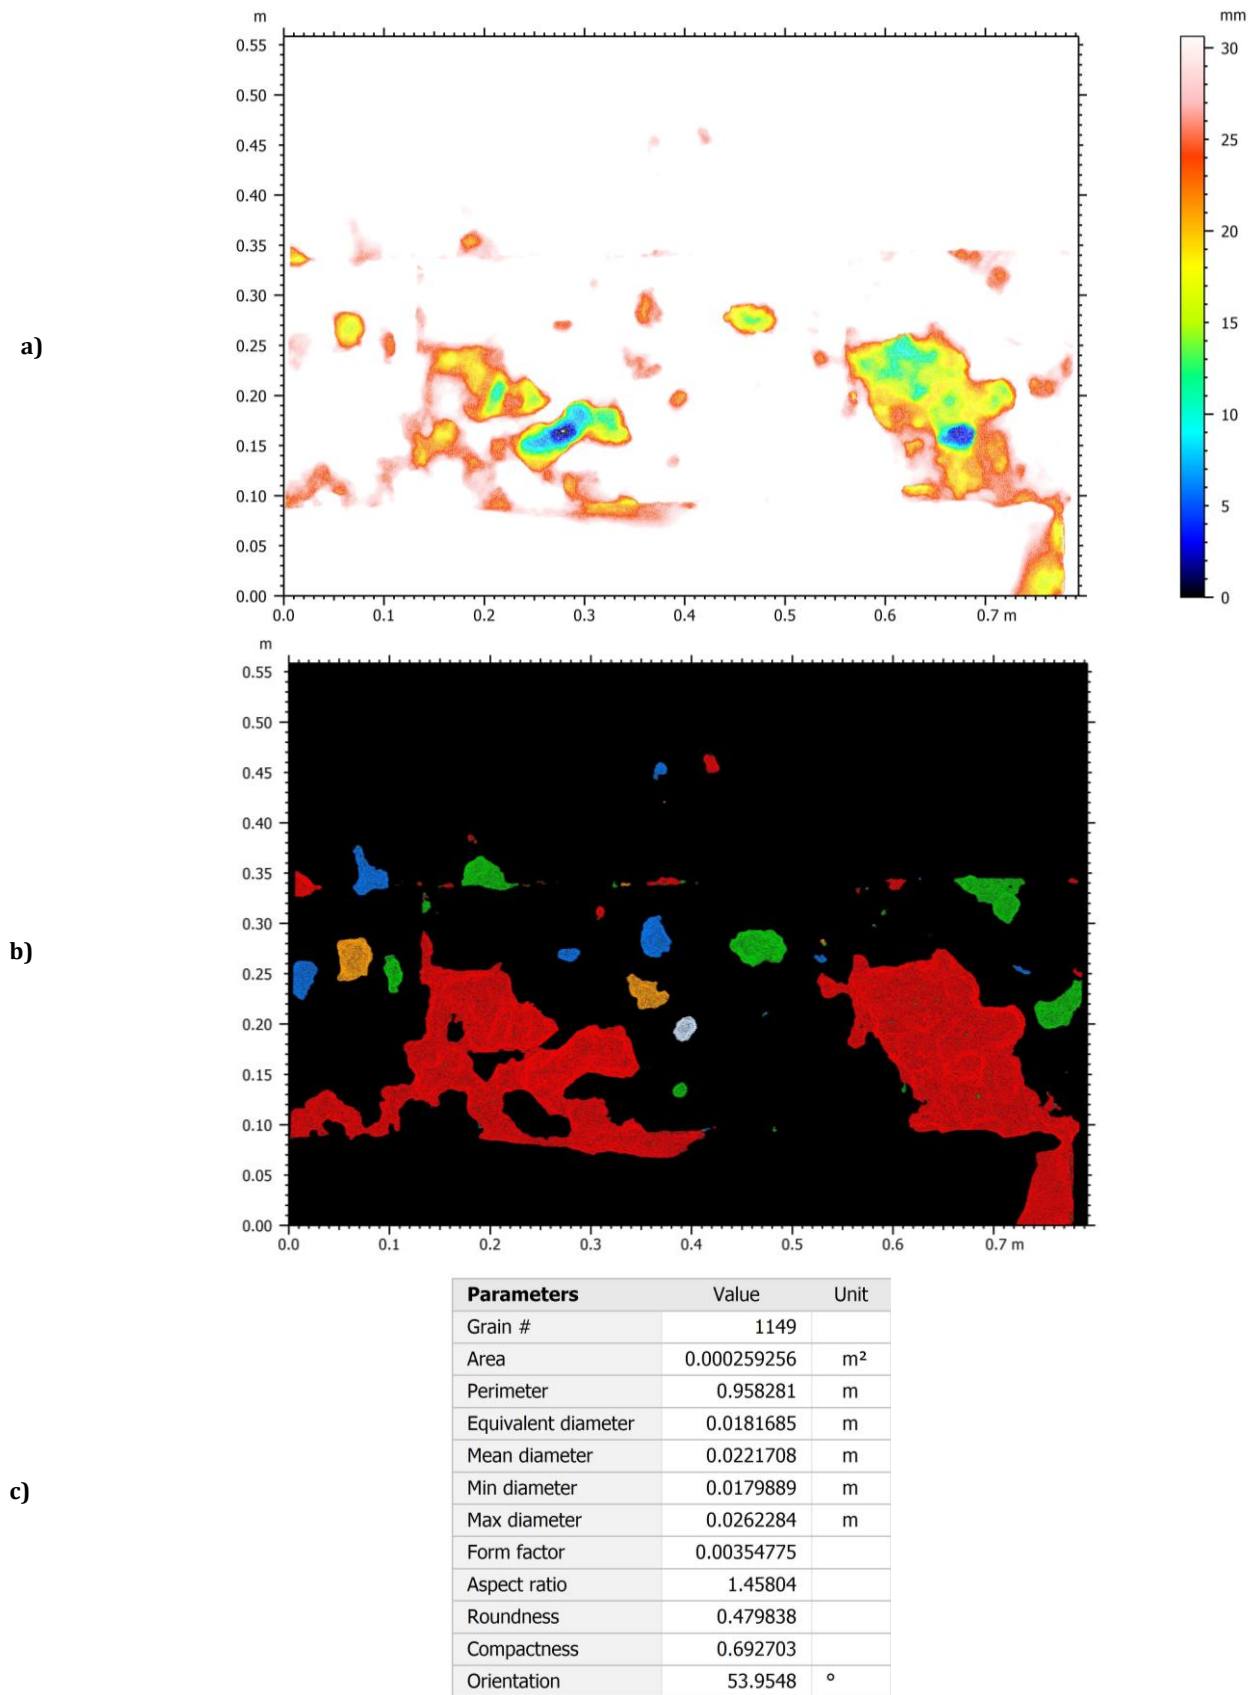 m
mm
0.55
0.50
0.45
0.40
0.35
0.30
0.25
0.20
0.15
0.10
0.05
0.00
0.0 0.1 0.2 0.3 0.4 0.5 0.6 0.7 m
30
25
20
15
10
5
0
a)
m
0.55
0.50
0.45
0.40
0.35
0.30
0.25
0.20
0.15
0.10
0.05
0.00
0.0 0.1 0.2 0.3 0.4 0.5 0.6 0.7 m
b)
Parameters Value Unit
Grain # 1149
Area 0.000259256 m²
Perimeter 0.958281 m
Equivalent diameter 0.0181685 m
Mean diameter 0.0221708 m
Min diameter 0.0179889 m
Max diameter 0.0262284 m
Form factor 0.00354775
Aspect ratio 1.45804
Roundness 0.479838
Compactness 0.692703
Orientation 53.9548 °
c)